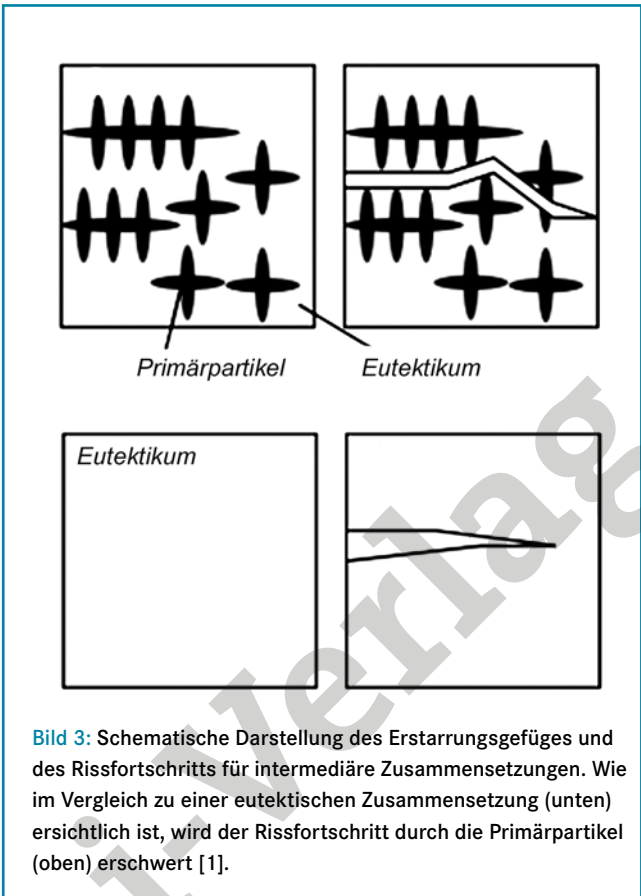 Primärpartikel
Eutektikum
Eutektikum
Bild 3: Schematische Darstellung des Erstarrungsgefüges und
des Rissfortschritts für intermediäre Zusammensetzungen. Wie
im Vergleich zu einer eutektischen Zusammensetzung (unten)
ersichtlich ist, wird der Rissfortschritt durch die Primärpartikel
(oben) erschwert [1].
i-Verlag